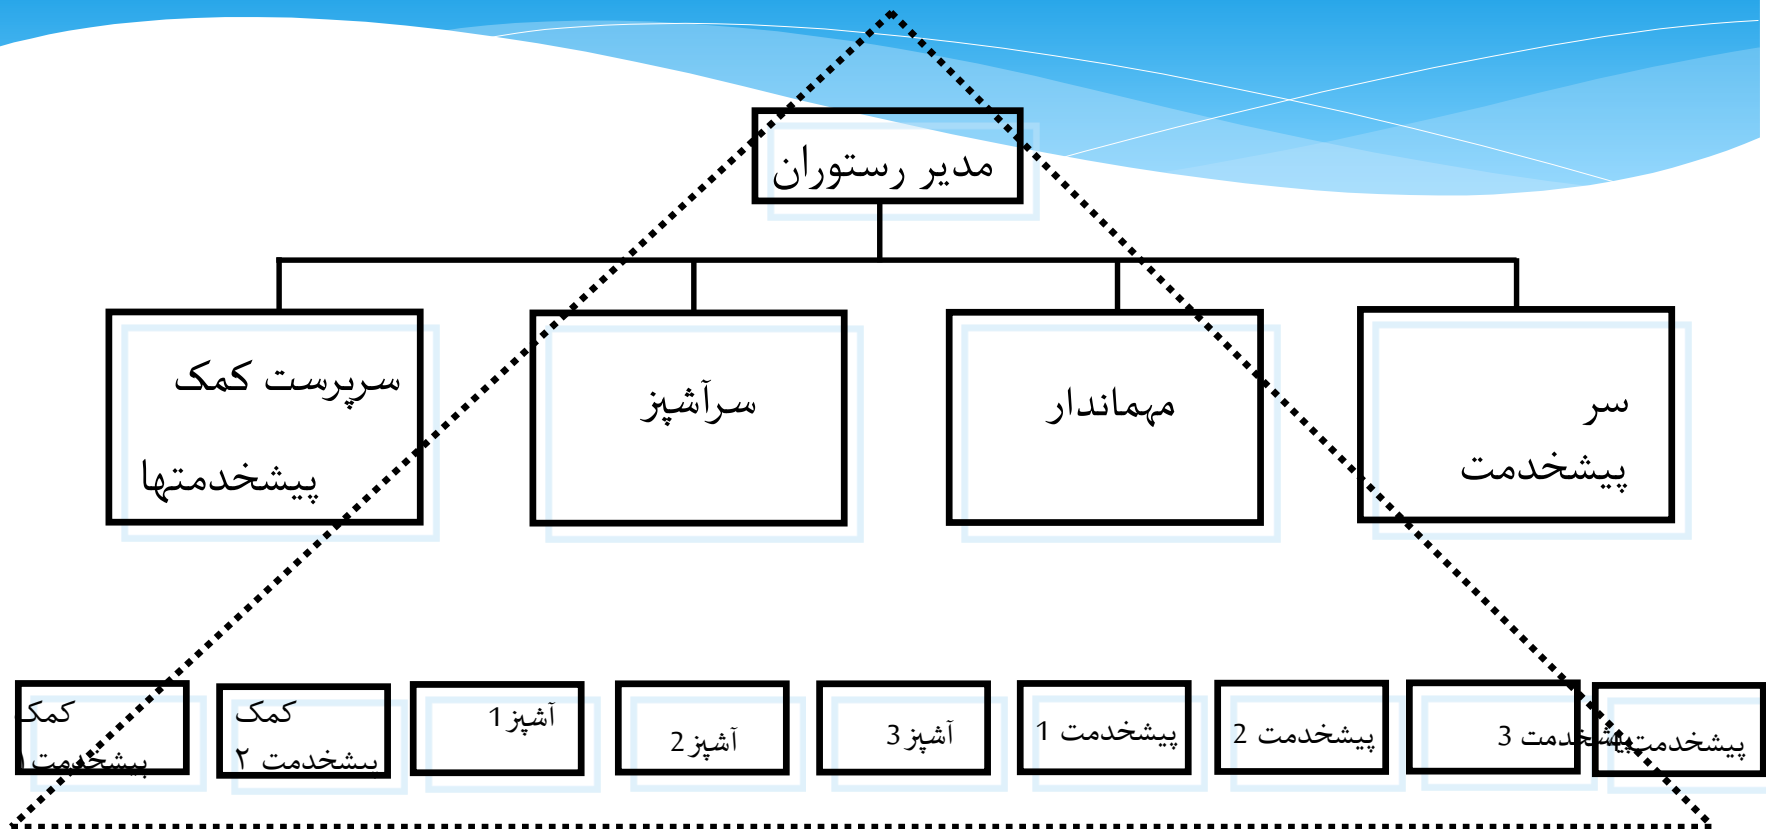 مدیر رستوران
سر
پیشخدمت
مهماندار
سرآشپز
سرپرست کمک
پیشخدمتها
پیشخدمت
پیشخدمت 3
پیشخدمت 2
پیشخدمت 1
آشپز 3
آشپز 2
آشپز 1
کمک
پیشخدمت ۲
کمک
پیشخدمت ۱